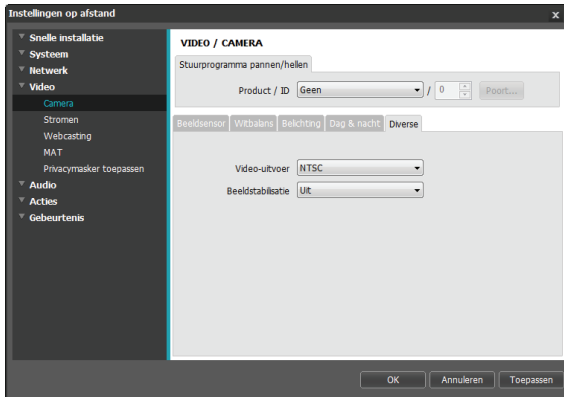 Instellingen op afstand
x
Snelle installatie
Systeem
Netwerk
Video
Camera
Stromen
Webcasting
MAT
Privacymasker toepassen
Audio
Acties
Gebeurtenis
VIDEO / CAMERA
Stuurprogramma pannen/hellen
Product / ID Geen / 0 Poort...
Beeldsensor Witbalans Belichting Dag & nacht Diverse
Video-uitvoer NTSC
Beeldstabilisatie Uit
OK Annuleren Toepassen